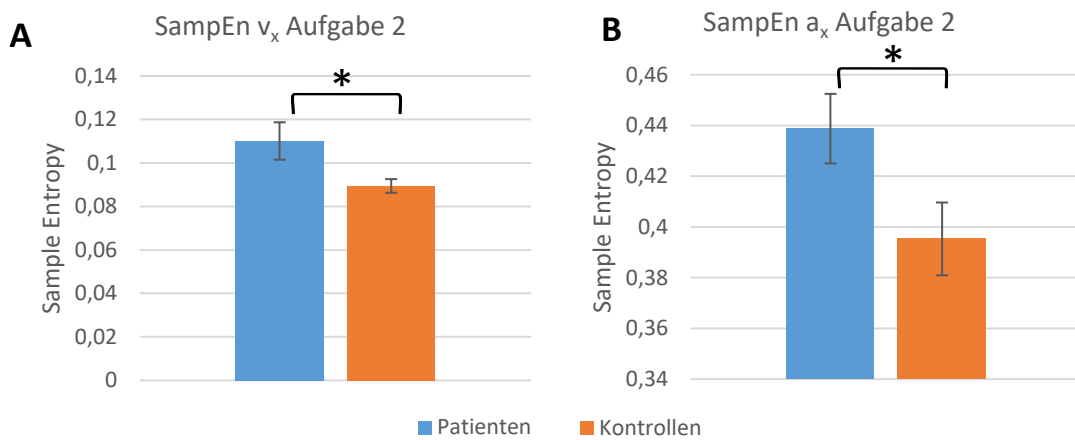 A
SampEn vₓ Aufgabe 2
*
Sample Entropy
0,14
0,12
0,1
0,08
0,06
0,04
0,02
0
B
SampEn aₓ Aufgabe 2
*
Sample Entropy
0,46
0,44
0,42
0,4
0,38
0,36
0,34
Patienten
Kontrollen